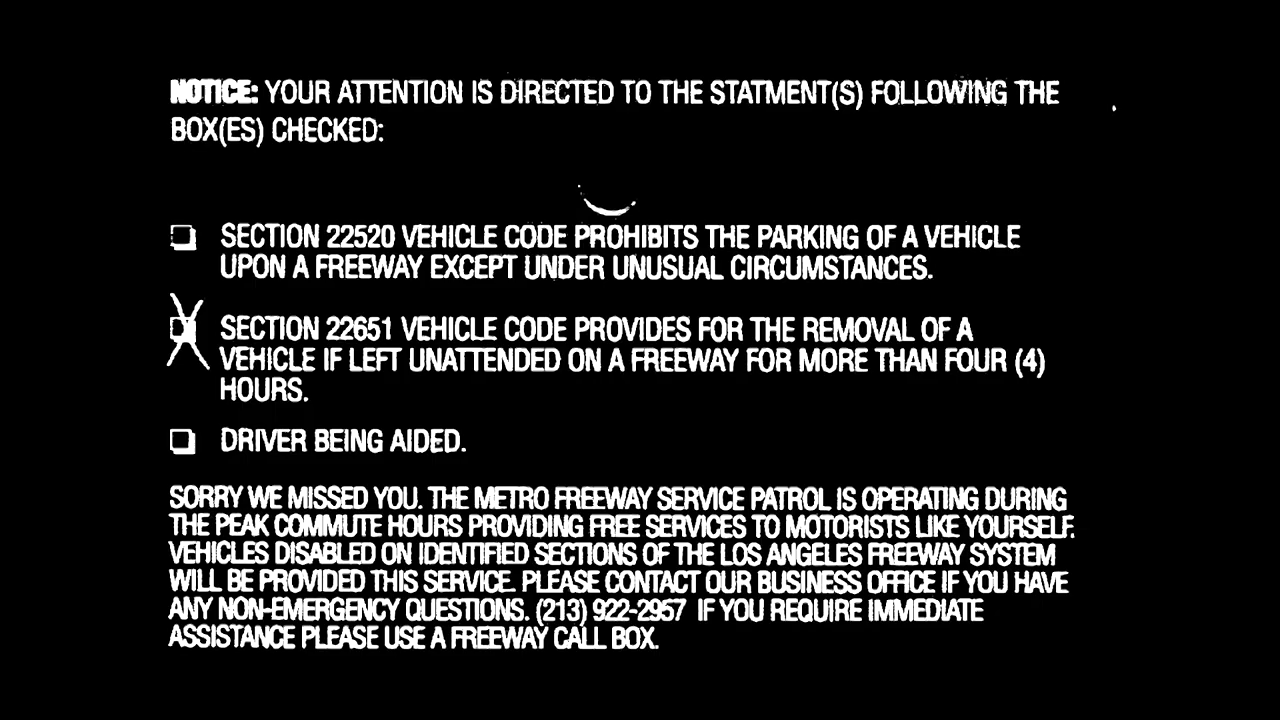 NOTICE: YOUR ATTENTION IS DIRECTED TO THE STATMENT(S) FOLLOWING THE
BOX(ES) CHECKED:
SECTION 22520 VEHICLE CODE PROHIBITS THE PARKING OF A VEHICLE
UPON A FREEWAY EXCEPT UNDER UNUSUAL CIRCUMSTANCES.
SECTION 22651 VEHICLE CODE PROVIDES FOR THE REMOVAL OF A
VEHICLE IF LEFT UNATTENDED ON A FREEWAY FOR MORE THAN FOUR (4)
HOURS.
DRIVER BEING AIDED.
SORRY WE MISSED YOU. THE METRO FREEWAY SERVICE PATROL IS OPERATING DURING
THE PEAK COMMUTE HOURS PROVIDING FREE SERVICES TO MOTORISTS LIKE YOURSELF.
VEHICLES DISABLED ON IDENTIFIED SECTIONS OF THE LOS ANGELES FREEWAY SYSTEM
WILL BE PROVIDED THIS SERVICE. PLEASE CONTACT OUR BUSINESS OFFICE IF YOU HAVE
ANY NON-EMERGENCY QUESTIONS. (213) 922-2957 IF YOU REQUIRE IMMEDIATE
ASSISTANCE PLEASE USE A FREEWAY CALL BOX.